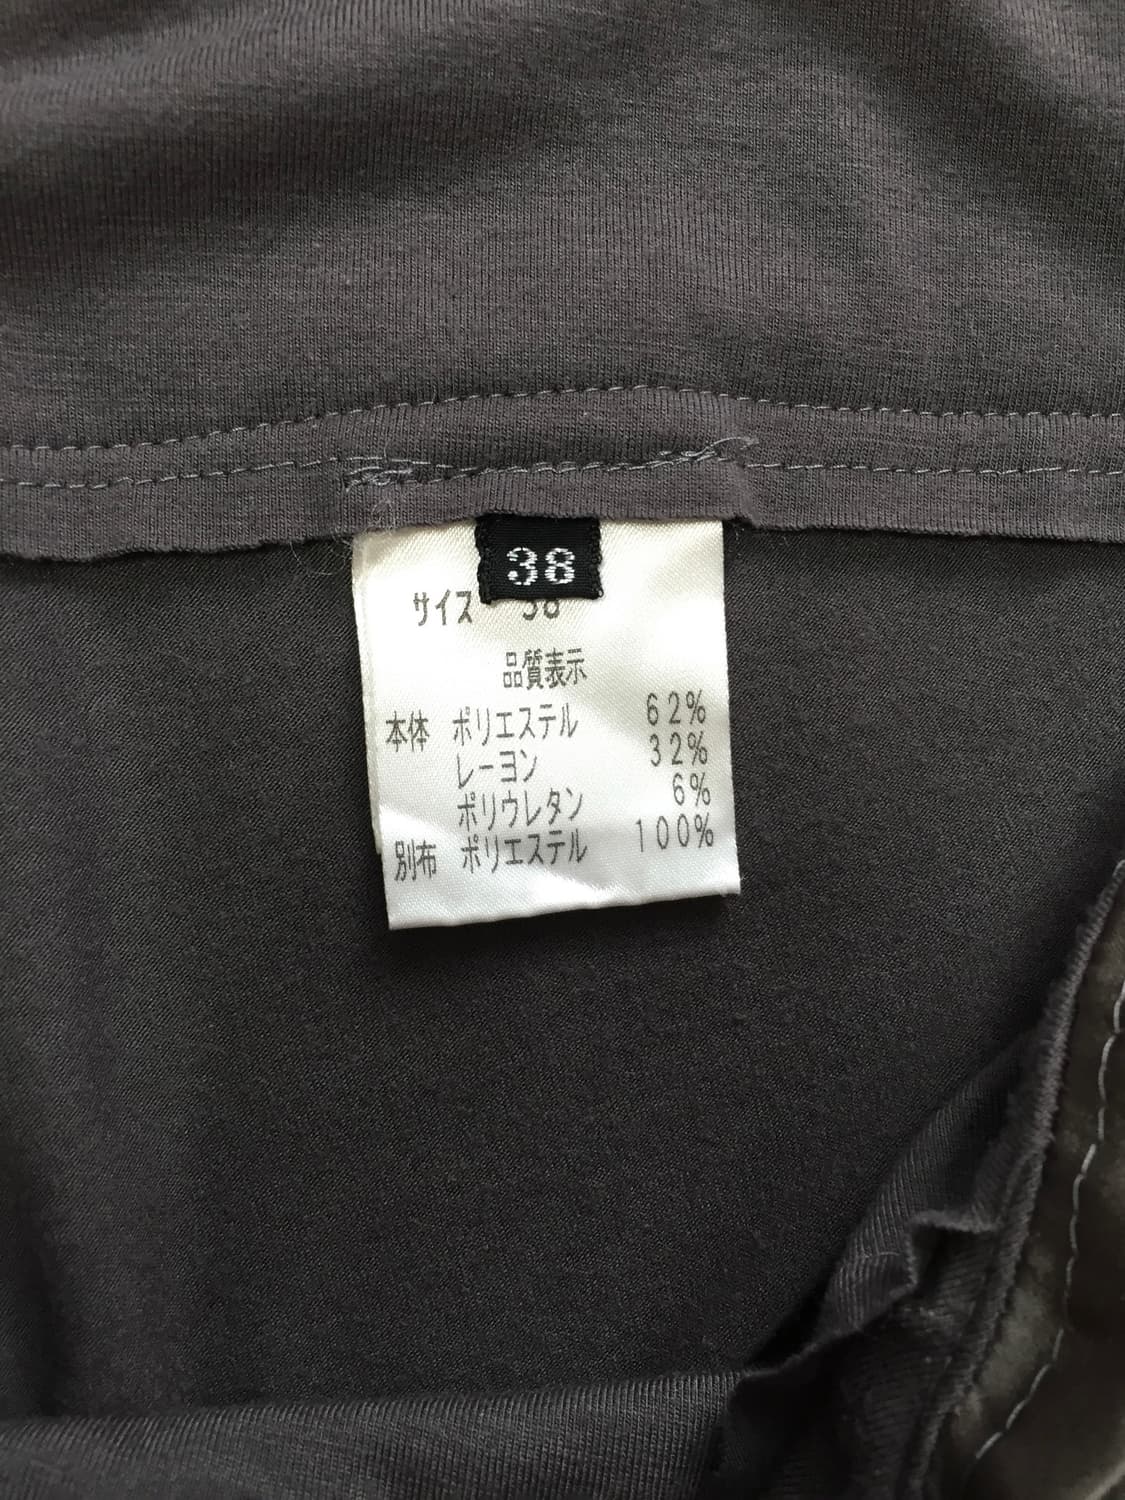 38
サイズ 38
品質表示
本体 ポリエステル 62%
レーヨン 32%
ポリウレタン 6%
別布 ポリエステル 100%